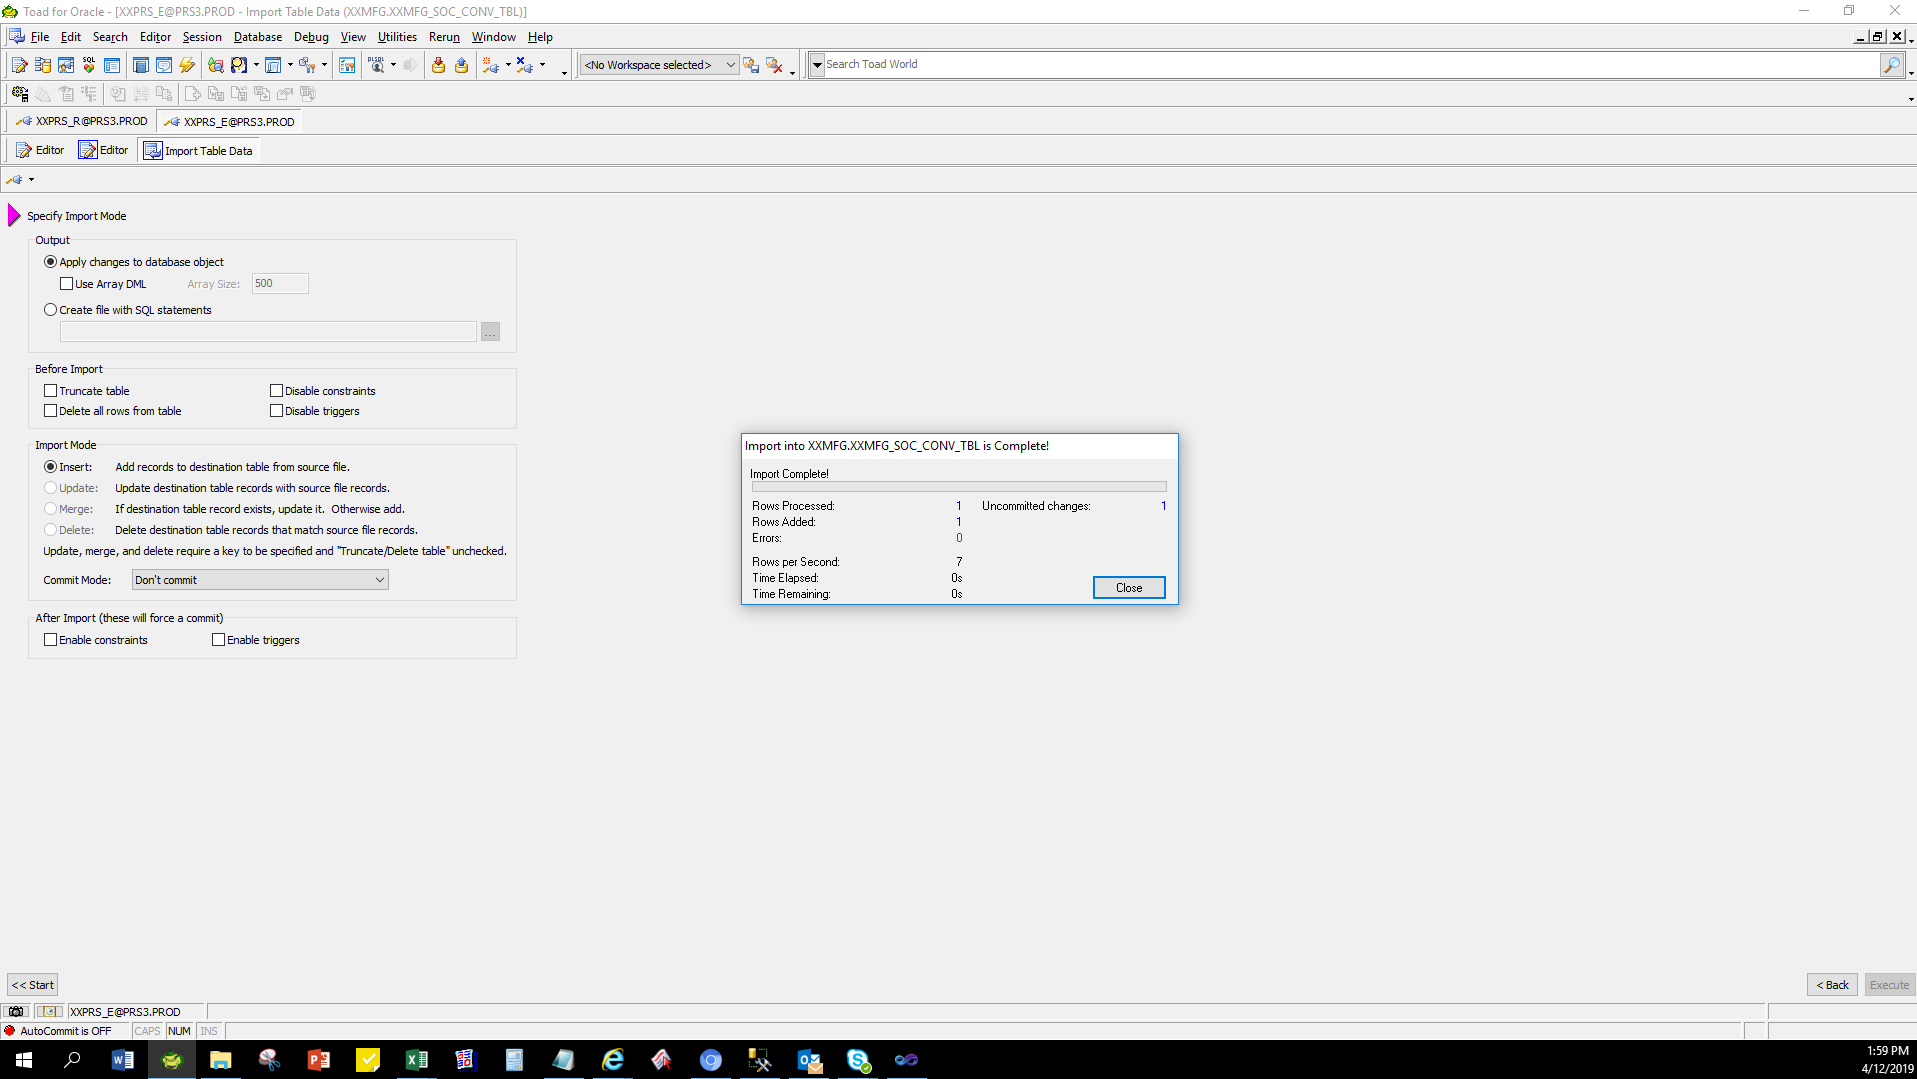 Toad for Oracle - [XXPRS_E@PRS3.PROD - Import Table Data (XXMFG.XXMFG_SOC_CONV_TBL)]
File Edit Search Editor Session Database Debug View Utilities Rerun Window Help
SQL
<No Workspace selected>
Search Toad World
XXPRS_R@PRS3.PROD XXPRS_E@PRS3.PROD
Editor Editor Import Table Data
Specify Import Mode
Output
Apply changes to database object
Use Array DML Array Size: 500
Create file with SQL statements
...
Before Import
Truncate table Disable constraints
Delete all rows from table Disable triggers
Import Mode
Insert: Add records to destination table from source file.
Update: Update destination table records with source file records.
Merge: If destination table record exists, update it. Otherwise add.
Delete: Delete destination table records that match source file records.
Update, merge, and delete require a key to be specified and "Truncate/Delete table" unchecked.
Commit Mode: Don't commit
After Import (these will force a commit)
Enable constraints Enable triggers
Import into XXMFG.XXMFG_SOC_CONV_TBL is Complete!
Import Complete!
Rows Processed: 1 Uncommitted changes: 1
Rows Added: 1
Errors: 0
Rows per Second: 7
Time Elapsed: 0s
Time Remaining: 0s
Close
<< Start
< Back Execute
XXPRS_E@PRS3.PROD
AutoCommit is OFF CAPS NUM INS
1:59 PM
4/12/2019